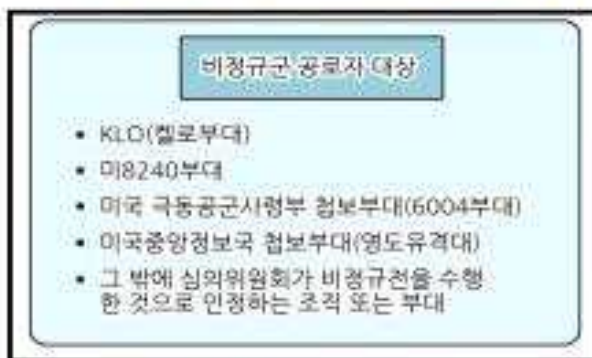 비정규군 공로자 대상
• KLO(켈로부대)
• 미8240부대
• 미국 극동공군사령부 첩보부대(6004부대)
• 미국중앙정보국 첩보부대(영도유격대)
• 그 밖에 심의위원회가 비정규전을 수행
한 것으로 인정하는 조직 또는 부대